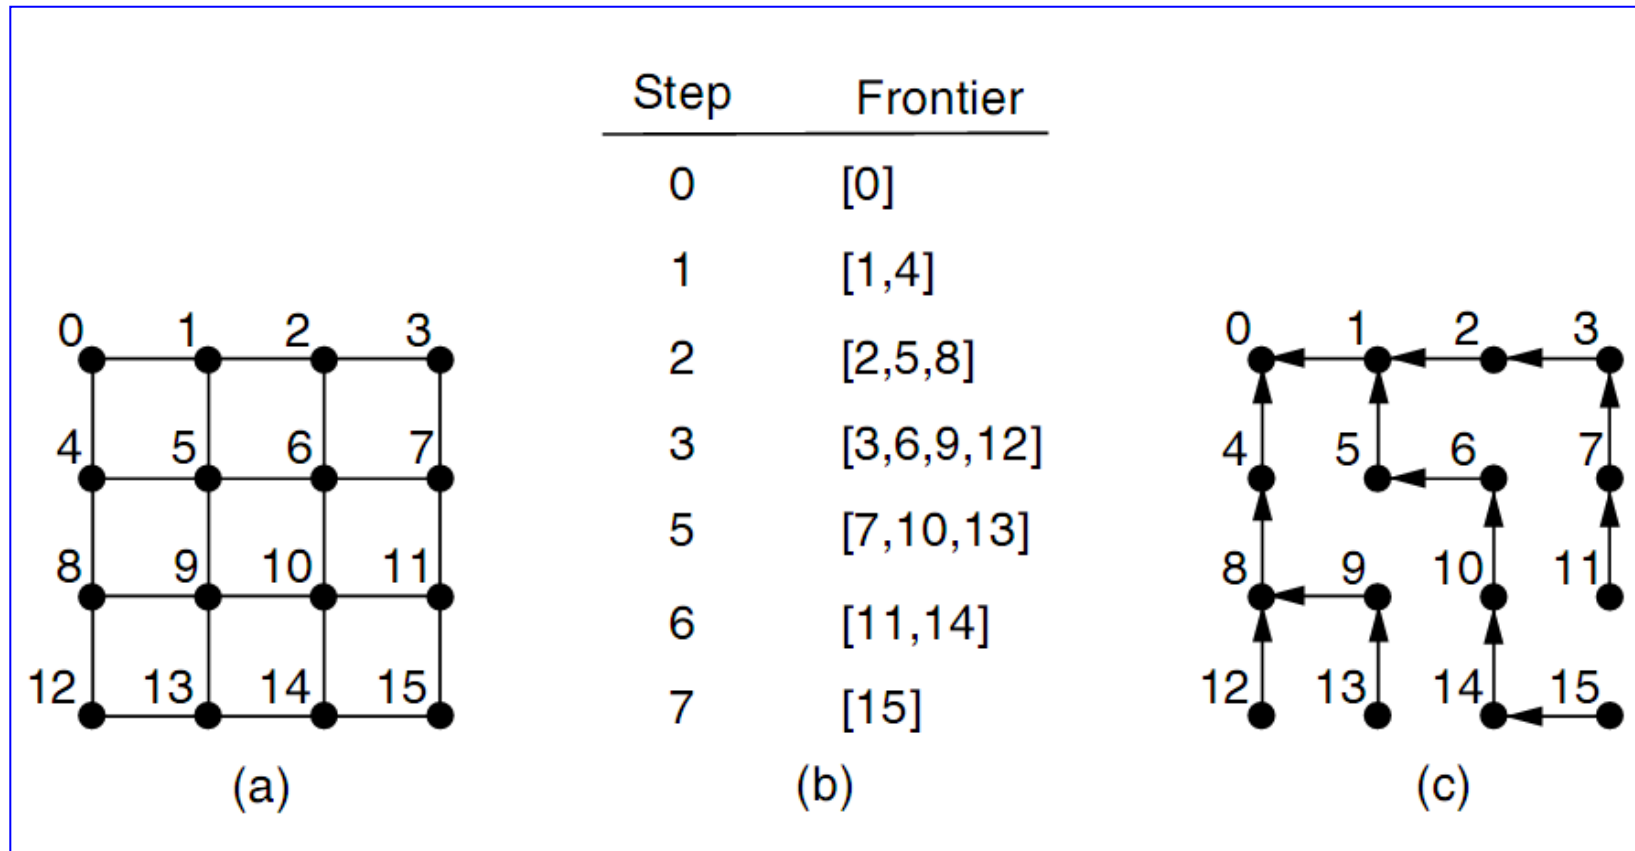 Step Frontier
0 [0]
1 [1,4]
2 [2,5,8]
3 [3,6,9,12]
5 [7,10,13]
6 [11,14]
7 [15]
0 1 2 3
4 5 6 7
8 9 10 11
12 13 14 15
0 1 2 3
4 5 6 7
8 9 10 11
12 13 14 15
(a) (b) (c)